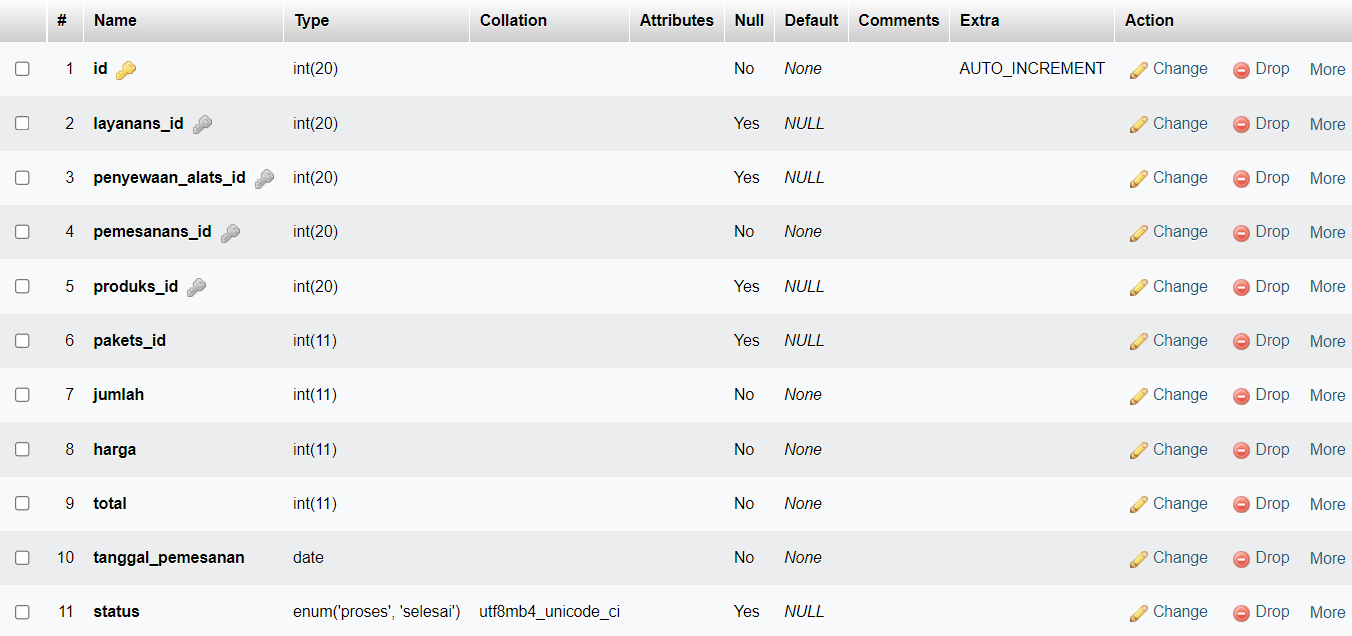 # Name Type Collation Attributes Null Default Comments Extra Action
1 id int(20) No None AUTO_INCREMENT Change Drop More
2 layanans_id int(20) Yes NULL Change Drop More
3 penyewaan_alats_id int(20) Yes NULL Change Drop More
4 pemesanans_id int(20) No None Change Drop More
5 produks_id int(20) Yes NULL Change Drop More
6 pakets_id int(11) Yes NULL Change Drop More
7 jumlah int(11) No None Change Drop More
8 harga int(11) No None Change Drop More
9 total int(11) No None Change Drop More
10 tanggal_pemesanan date No None Change Drop More
11 status enum('proses', 'selesai') utf8mb4_unicode_ci Yes NULL Change Drop More